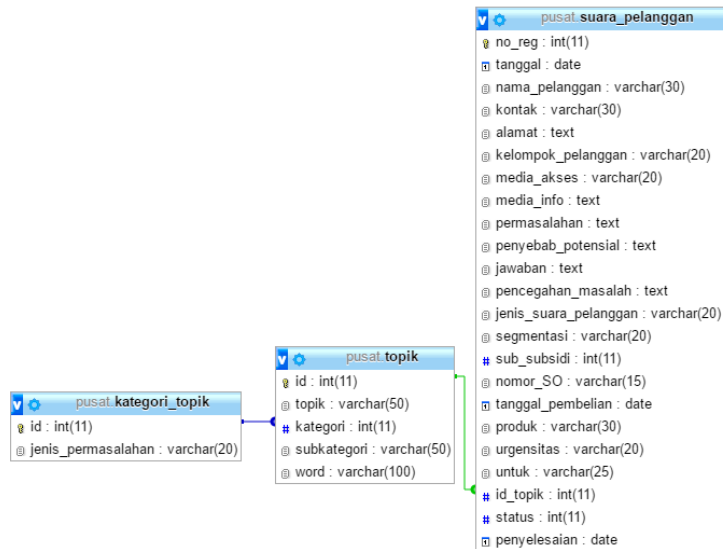 pusat.kategori_topik
id : int(11)
jenis_permasalahan : varchar(20)
pusat.topik
id : int(11)
topik : varchar(50)
kategori : int(11)
subkategori : varchar(50)
word : varchar(100)
pusat.suara_pelanggan
no_reg : int(11)
tanggal : date
nama_pelanggan : varchar(30)
kontak : varchar(30)
alamat : text
kelompok_pelanggan : varchar(20)
media_akses : varchar(20)
media_info : text
permasalahan : text
penyebab_potensial : text
jawaban : text
pencegahan_masalah : text
jenis_suara_pelanggan : varchar(20)
segmentasi : varchar(20)
sub_subsidi : int(11)
nomor_SO : varchar(15)
tanggal_pembelian : date
produk : varchar(30)
urgensitas : varchar(20)
untuk : varchar(25)
id_topik : int(11)
status : int(11)
penyelesaian : date